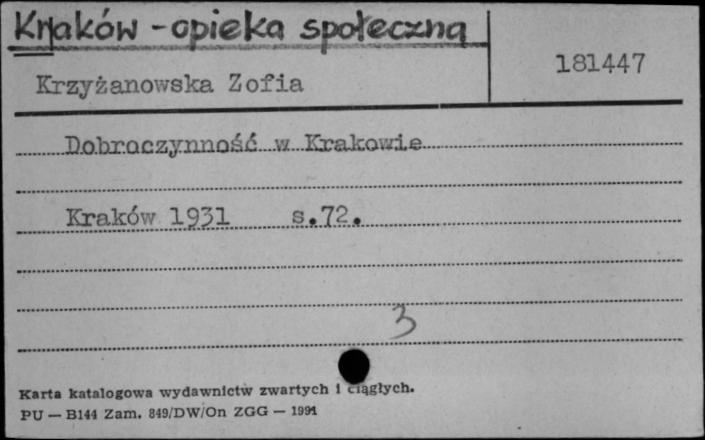 Kraków - opieka społeczną
181447
Krzyżanowska Zofia
Dobroczynność w Krakowie
Kraków 1931 s.72.
3
Karta katalogowa wydawnictw zwartych i ciągłych.
PU — B144 Zam. 849/DW/On ZGG — 1991